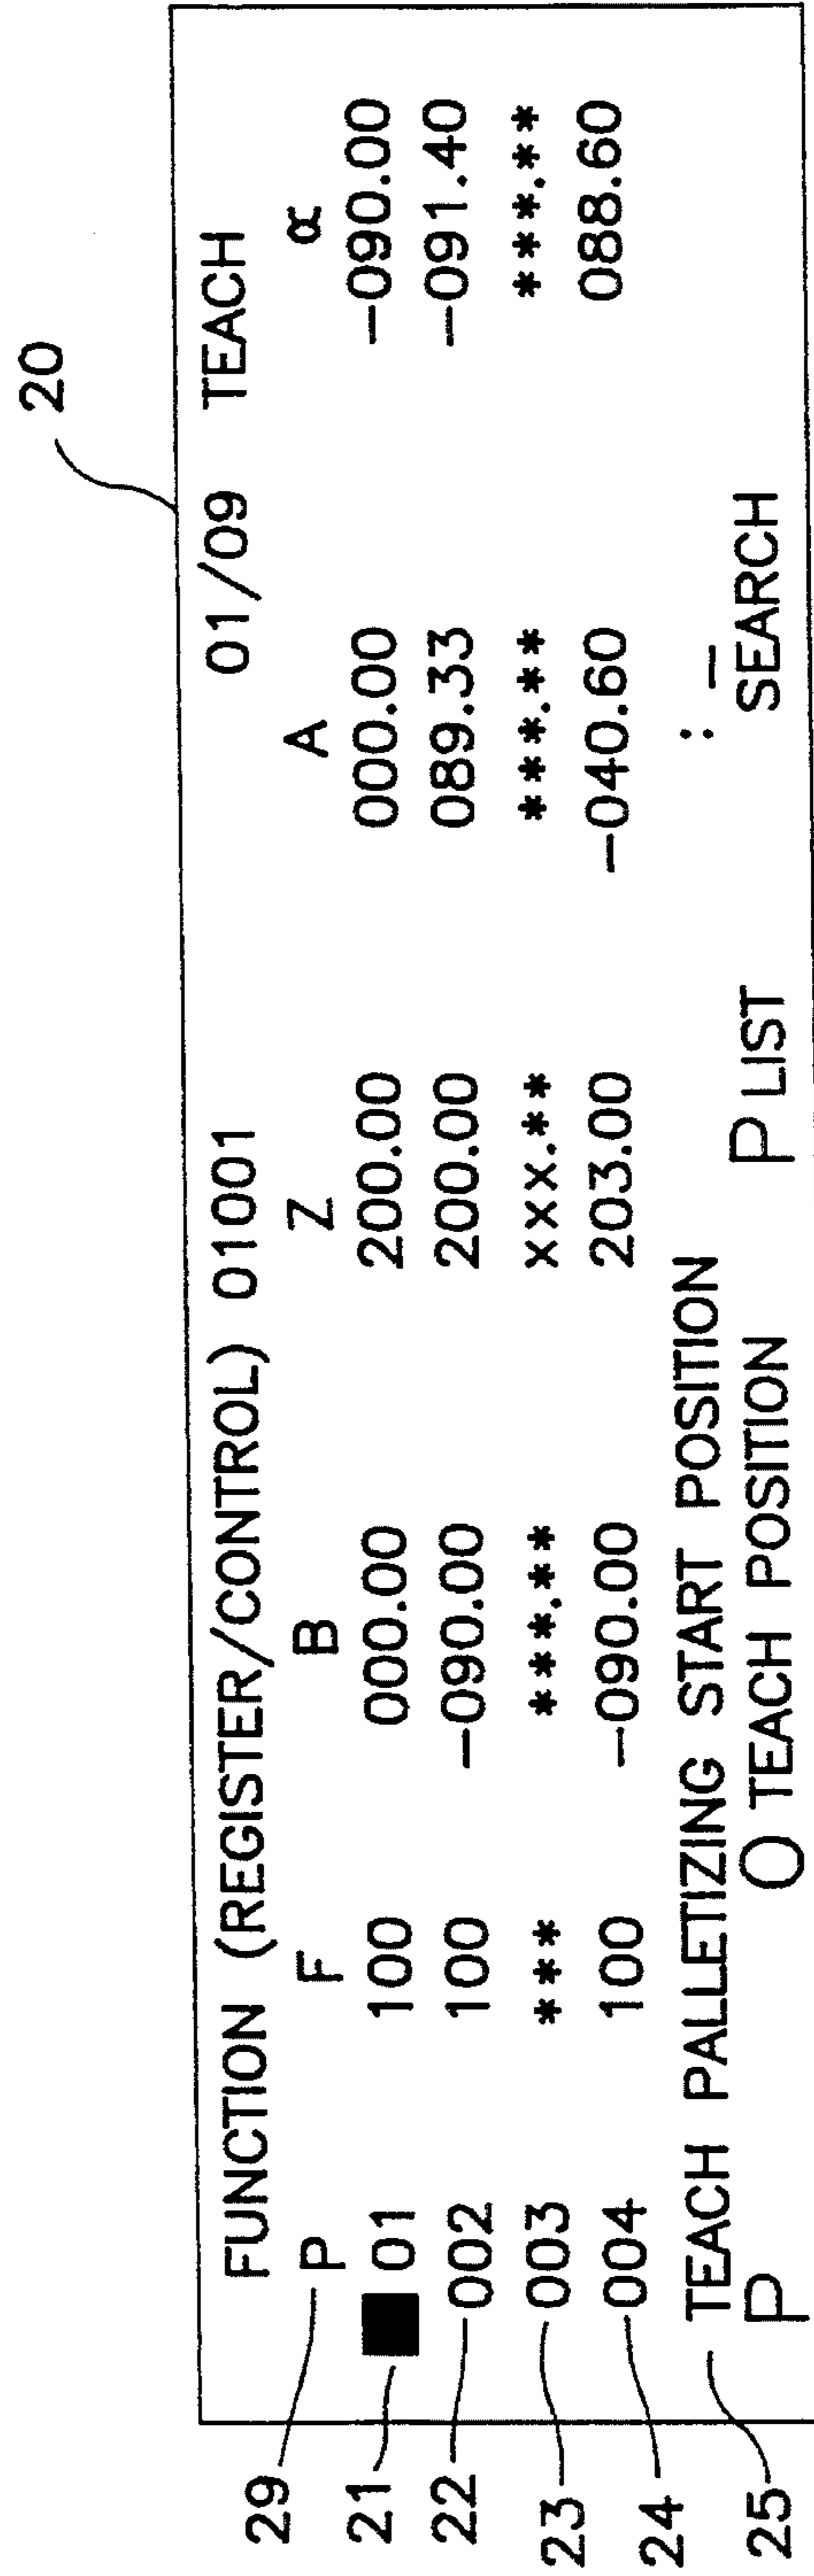 20
FUNCTION (REGISTER/CONTROL) 01001 01/09 TEACH
29 P F B Z A α
21 ■01 100 000.00 200.00 000.00 -090.00
22 002 100 -090.00 200.00 089.33 -091.40
23 003 *** ***.** xxx.** ***.** ***.**
24 004 100 -090.00 203.00 -040.60 088.60
25 TEACH PALLETIZING START POSITION : _
P O TEACH POSITION P LIST SEARCH